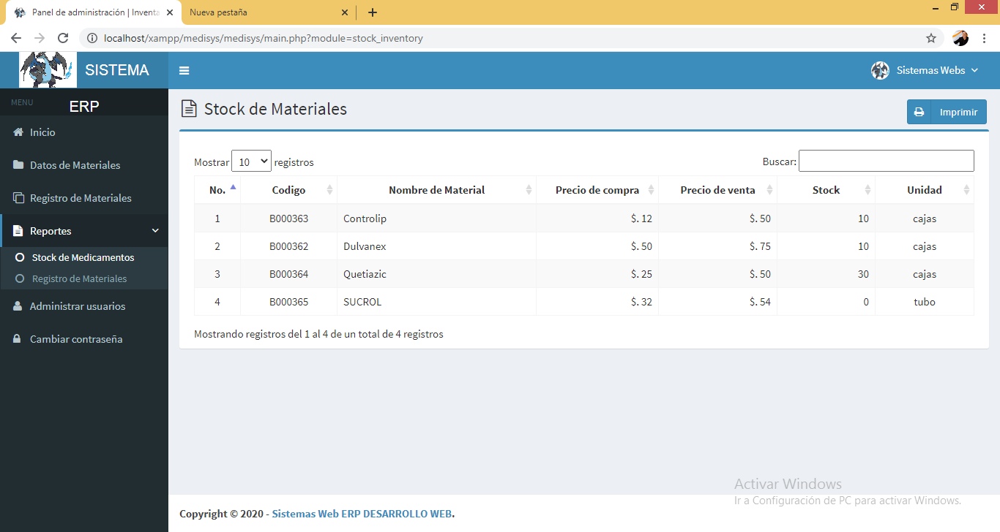 Panel de administración | Inventa
Nueva pestaña
localhost/xampp/medisys/medisys/main.php?module=stock_inventory
SISTEMA
Sistemas Webs
MENU
ERP
Stock de Materiales
Imprimir
Inicio
Datos de Materiales
Registro de Materiales
Reportes
Stock de Medicamentos
Registro de Materiales
Administrar usuarios
Cambiar contraseña
Mostrar 10 registros
Buscar:
No. Codigo Nombre de Material Precio de compra Precio de venta Stock Unidad
1 B000363 Controlip $. 12 $. 50 10 cajas
2 B000362 Dulvanex $. 50 $. 75 10 cajas
3 B000364 Quetiazic $. 25 $. 50 30 cajas
4 B000365 SUCROL $. 32 $. 54 0 tubo
Mostrando registros del 1 al 4 de un total de 4 registros
Activar Windows
Ir a Configuración de PC para activar Windows.
Copyright © 2020 - Sistemas Web ERP DESARROLLO WEB.